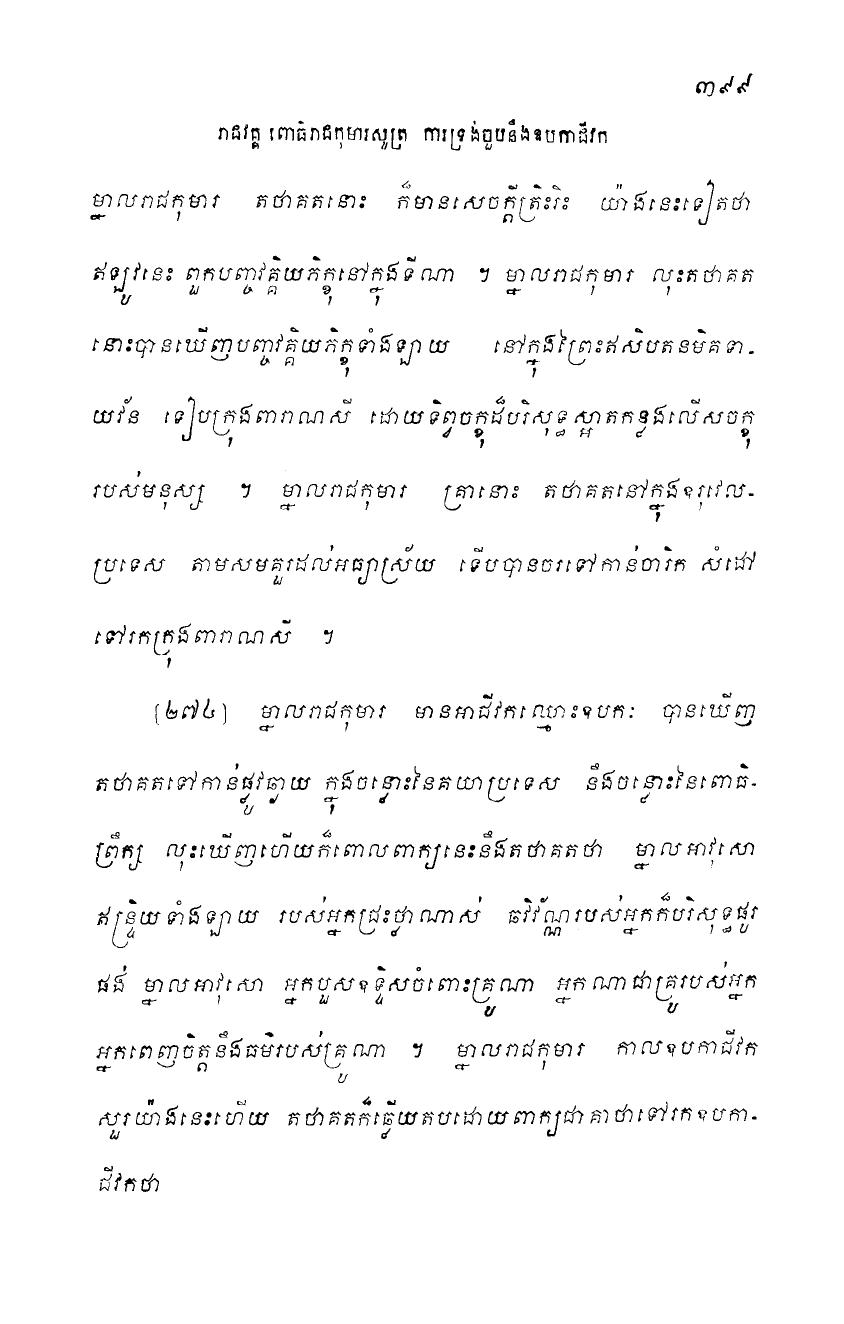 ៣៩៩
រាជវគ្គ ពោធិរាជកុមារសូត្រ ការទ្រង់ចួបនឹងឧបកាជីវក
ម្នាលរាជកុមារ តថាគតនោះ ក៏មានសេចក្តីត្រិះរិះ យ៉ាងនេះទៀតថា
ឥឡូវនេះ ពួកបញ្ចវគ្គិយភិក្ខុនៅក្នុងទីណា ។ ម្នាលរាជកុមារ លុះតថាគត
នោះបានឃើញបញ្ចវគ្គិយភិក្ខុទាំងឡាយ នៅក្នុងព្រៃឥសិបតនមិគទា-
យវ័ន ទៀបក្រុងពារាណសី ដោយទិព្វចក្ខុដ៏បរិសុទ្ធស្អាតកន្លងលើសចក្ខុ
របស់មនុស្ស ។ ម្នាលរាជកុមារ គ្រានោះ តថាគតនៅក្នុងឧរុវេល-
ប្រទេស តាមសមគួរដល់អធ្យាស្រ័យ ទើបបានចរទៅកាន់ចារិក សំដៅ
ទៅរកក្រុងពារាណសី ។
[២៧៤] ម្នាលរាជកុមារ មានអាជីវកឈ្មោះឧបកៈ បានឃើញ
តថាគតទៅកាន់ផ្លូវឆ្ងាយ ក្នុងចន្លោះនៃគយាប្រទេស នឹងចន្លោះនៃពោធិ-
ព្រឹក្ស លុះឃើញហើយក៏ពោលពាក្យនេះនឹងតថាគតថា ម្នាលអាវុសោ
ឥន្ទ្រិយទាំងឡាយ របស់អ្នកជ្រះថ្លាណាស់ ឆវិវ័ណ្ណរបស់អ្នកក៏បរិសុទ្ធផូរ
ផង់ ម្នាលអាវុសោ អ្នកបួសឧទ្ទិសចំពោះគ្រូណា អ្នកណាជាគ្រូរបស់អ្នក
អ្នកពេញចិត្តនឹងធម៌របស់គ្រូណា ។ ម្នាលរាជកុមារ កាលឧបកាជីវក
សួរយ៉ាងនេះហើយ តថាគតក៏ឆ្លើយតបដោយពាក្យជាគាថាទៅរកឧបកា-
ជីវកថា